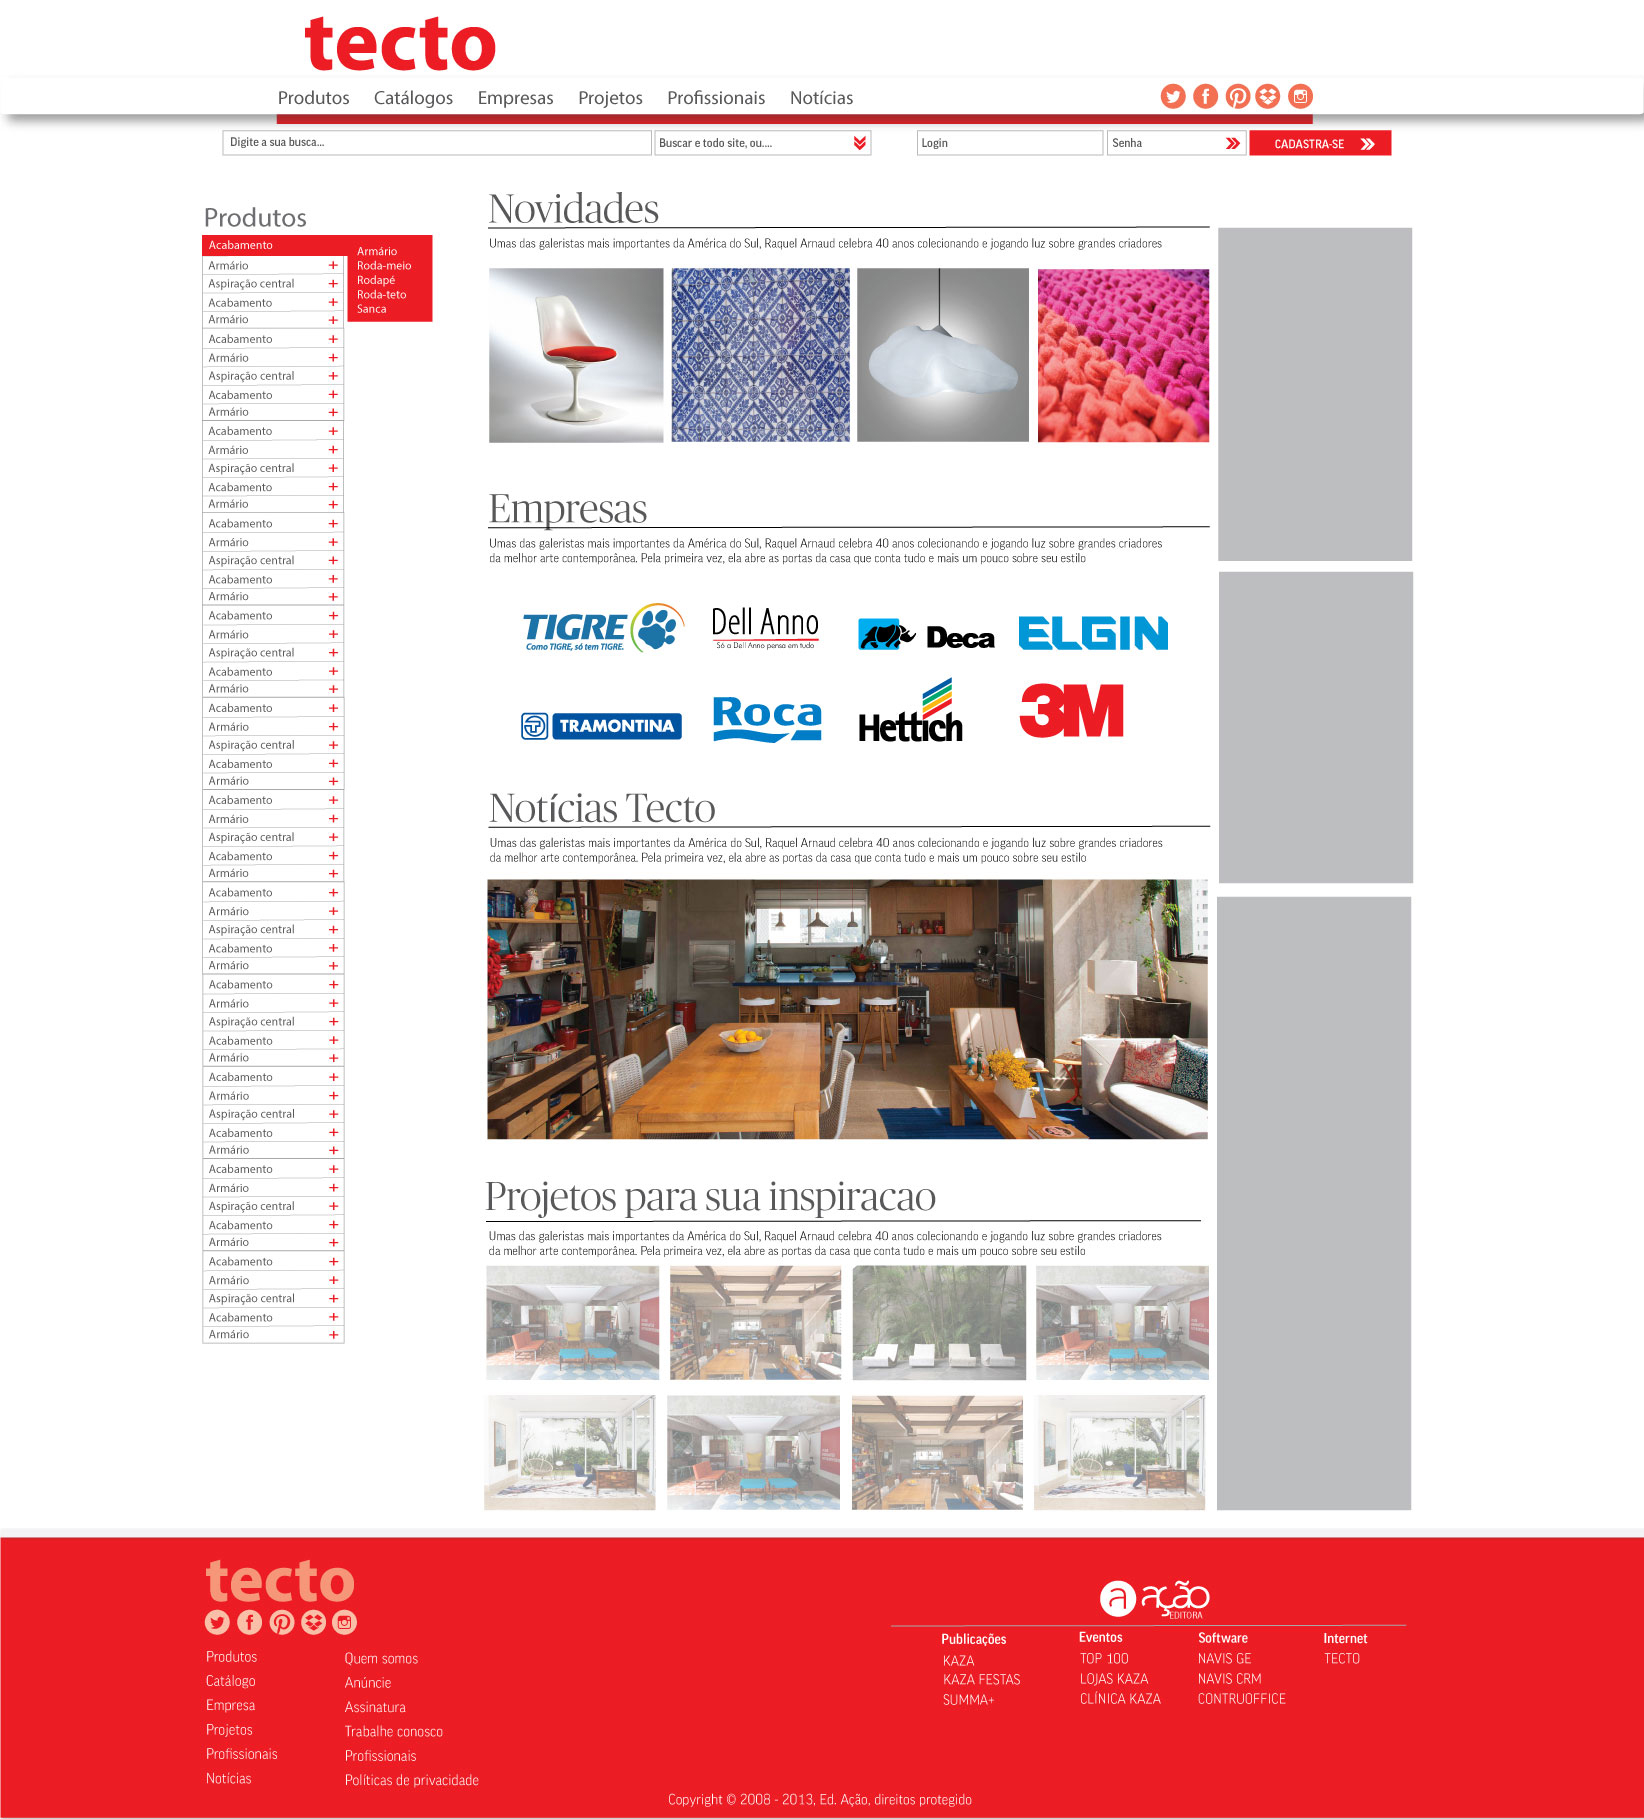 tecto
Produtos Catálogos Empresas Projetos Profissionais Notícias
Digite a sua busca... Buscar e todo site, ou.... Login Senha CADASTRA-SE
Produtos
Acabamento
Armário
Roda-meio
Rodapé
Roda-teto
Sanca
Armário +
Aspiração central +
Acabamento +
Armário +
Acabamento +
Armário +
Aspiração central +
Acabamento +
Armário +
Acabamento +
Armário +
Aspiração central +
Acabamento +
Armário +
Acabamento +
Armário +
Aspiração central +
Acabamento +
Armário +
Acabamento +
Armário +
Aspiração central +
Acabamento +
Armário +
Acabamento +
Armário +
Aspiração central +
Acabamento +
Armário +
Acabamento +
Armário +
Aspiração central +
Acabamento +
Armário +
Acabamento +
Armário +
Aspiração central +
Acabamento +
Armário +
Acabamento +
Armário +
Aspiração central +
Acabamento +
Armário +
Acabamento +
Armário +
Aspiração central +
Acabamento +
Armário +
Acabamento +
Armário +
Aspiração central +
Acabamento +
Armário +
Acabamento +
Armário +
Aspiração central +
Acabamento +
Armário +
Novidades
Umas das galeristas mais importantes da América do Sul, Raquel Arnaud celebra 40 anos colecionando e jogando luz sobre grandes criadores
Empresas
Umas das galeristas mais importantes da América do Sul, Raquel Arnaud celebra 40 anos colecionando e jogando luz sobre grandes criadores
da melhor arte contemporânea. Pela primeira vez, ela abre as portas da casa que conta tudo e mais um pouco sobre seu estilo
TIGRE
Como TIGRE, só tem TIGRE.
Dell Anno
Só a Dell Anno pensa em tudo
Deca
ELGIN
TRAMONTINA
Roca
Hettich
3M
Notícias Tecto
Umas das galeristas mais importantes da América do Sul, Raquel Arnaud celebra 40 anos colecionando e jogando luz sobre grandes criadores
da melhor arte contemporânea. Pela primeira vez, ela abre as portas da casa que conta tudo e mais um pouco sobre seu estilo
Projetos para sua inspiracao
Umas das galeristas mais importantes da América do Sul, Raquel Arnaud celebra 40 anos colecionando e jogando luz sobre grandes criadores
da melhor arte contemporânea. Pela primeira vez, ela abre as portas da casa que conta tudo e mais um pouco sobre seu estilo
tecto
Produtos
Catálogo
Empresa
Projetos
Profissionais
Notícias
Quem somos
Anúncie
Assinatura
Trabalhe conosco
Profissionais
Políticas de privacidade
a AÇÃO
EDITORA
Publicações
KAZA
KAZA FESTAS
SUMMA+
Eventos
TOP 100
LOJAS KAZA
CLÍNICA KAZA
Software
NAVIS GE
NAVIS CRM
CONTRUOFFICE
Internet
TECTO
Copyright © 2008 - 2013, Ed. Ação, direitos protegido